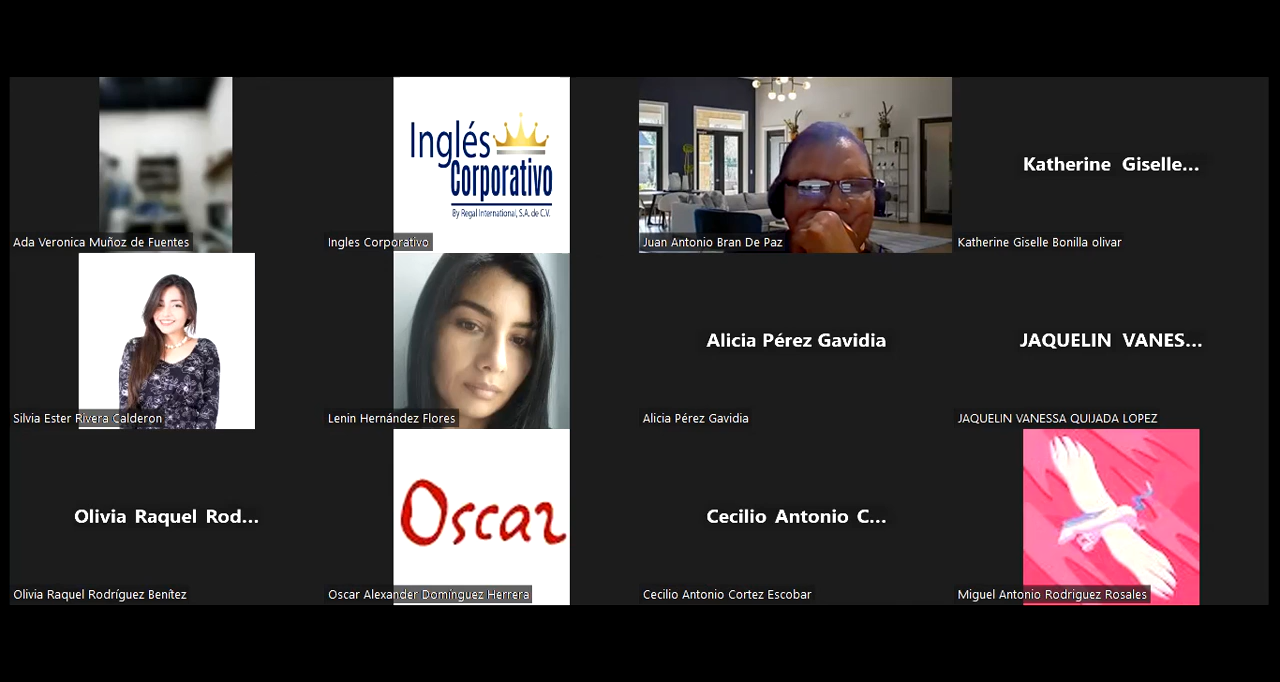 Ada Veronica Muñoz de Fuentes
Inglés
Corporativo
By Regal International, S.A. de C.V.
Ingles Corporativo
Juan Antonio Bran De Paz
Katherine Giselle...
Katherine Giselle Bonilla olivar
Silvia Ester Rivera Calderon
Lenin Hernández Flores
Alicia Pérez Gavidia
Alicia Pérez Gavidia
JAQUELIN VANES...
JAQUELIN VANESSA QUIJADA LOPEZ
Olivia Raquel Rod...
Olivia Raquel Rodríguez Benítez
Oscar
Oscar Alexander Domínguez Herrera
Cecilio Antonio C...
Cecilio Antonio Cortez Escobar
Miguel Antonio Rodriguez Rosales